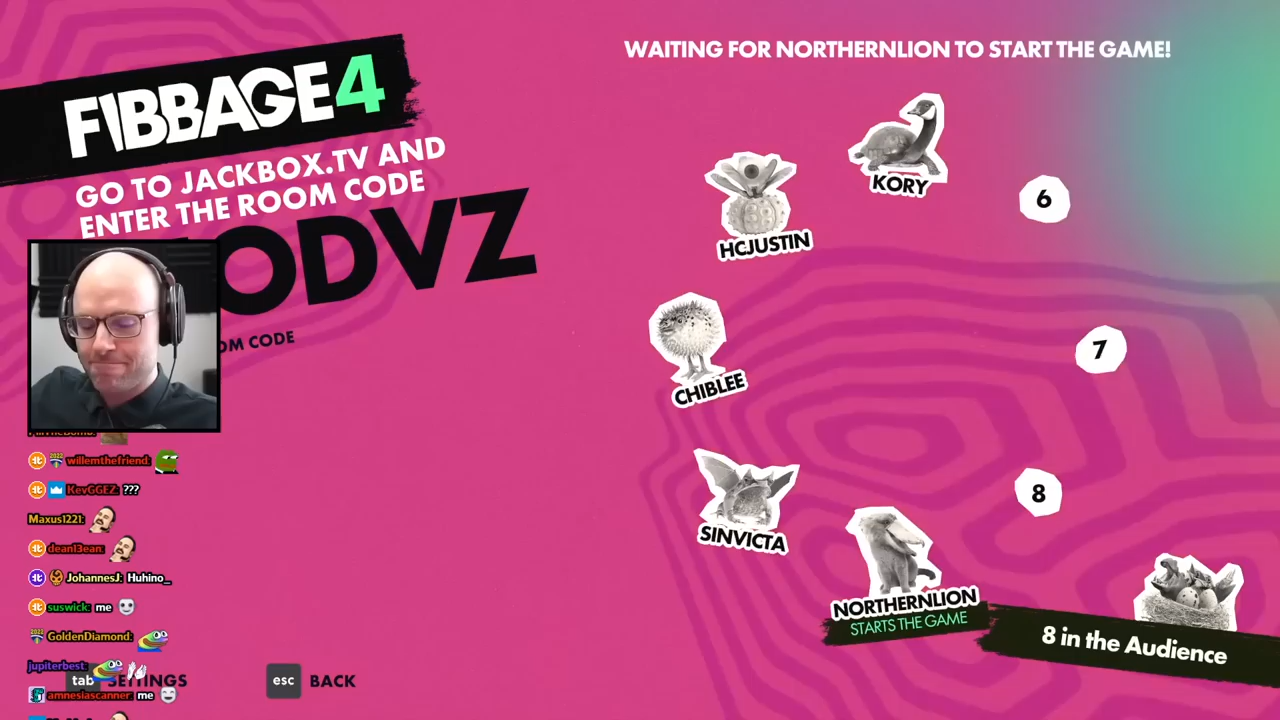 FIBBAGE4
GO TO JACKBOX.TV AND
ENTER THE ROOM CODE
ODVZ
CODE
WAITING FOR NORTHERNLION TO START THE GAME!
KORY
6
HCJUSTIN
7
CHIBLEE
SINVICTA
8
NORTHERNLION
STARTS THE GAME
8 in the Audience
willemthefriend:
KevGGEZ: ???
Maxus1221:
dean13ean:
JohannesJ: Huhino_
suswick: me
GoldenDiamond:
jupiterbest:
tab SETTINGS
esc BACK
amnesiascanner: me